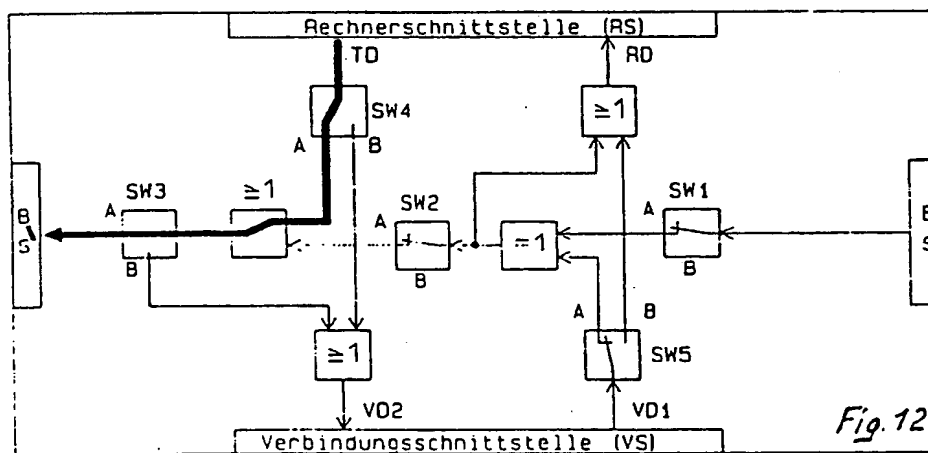 Rechnerschnittstelle (RS)
TD
RD
≥1
SW4
A
B
SW3
≥1
A
B
S
B
SW2
A
B
=1
SW1
A
B
B
S
A
B
SW5
≥1
VD2
VD1
Verbindungsschnittstelle (VS)
Fig. 12